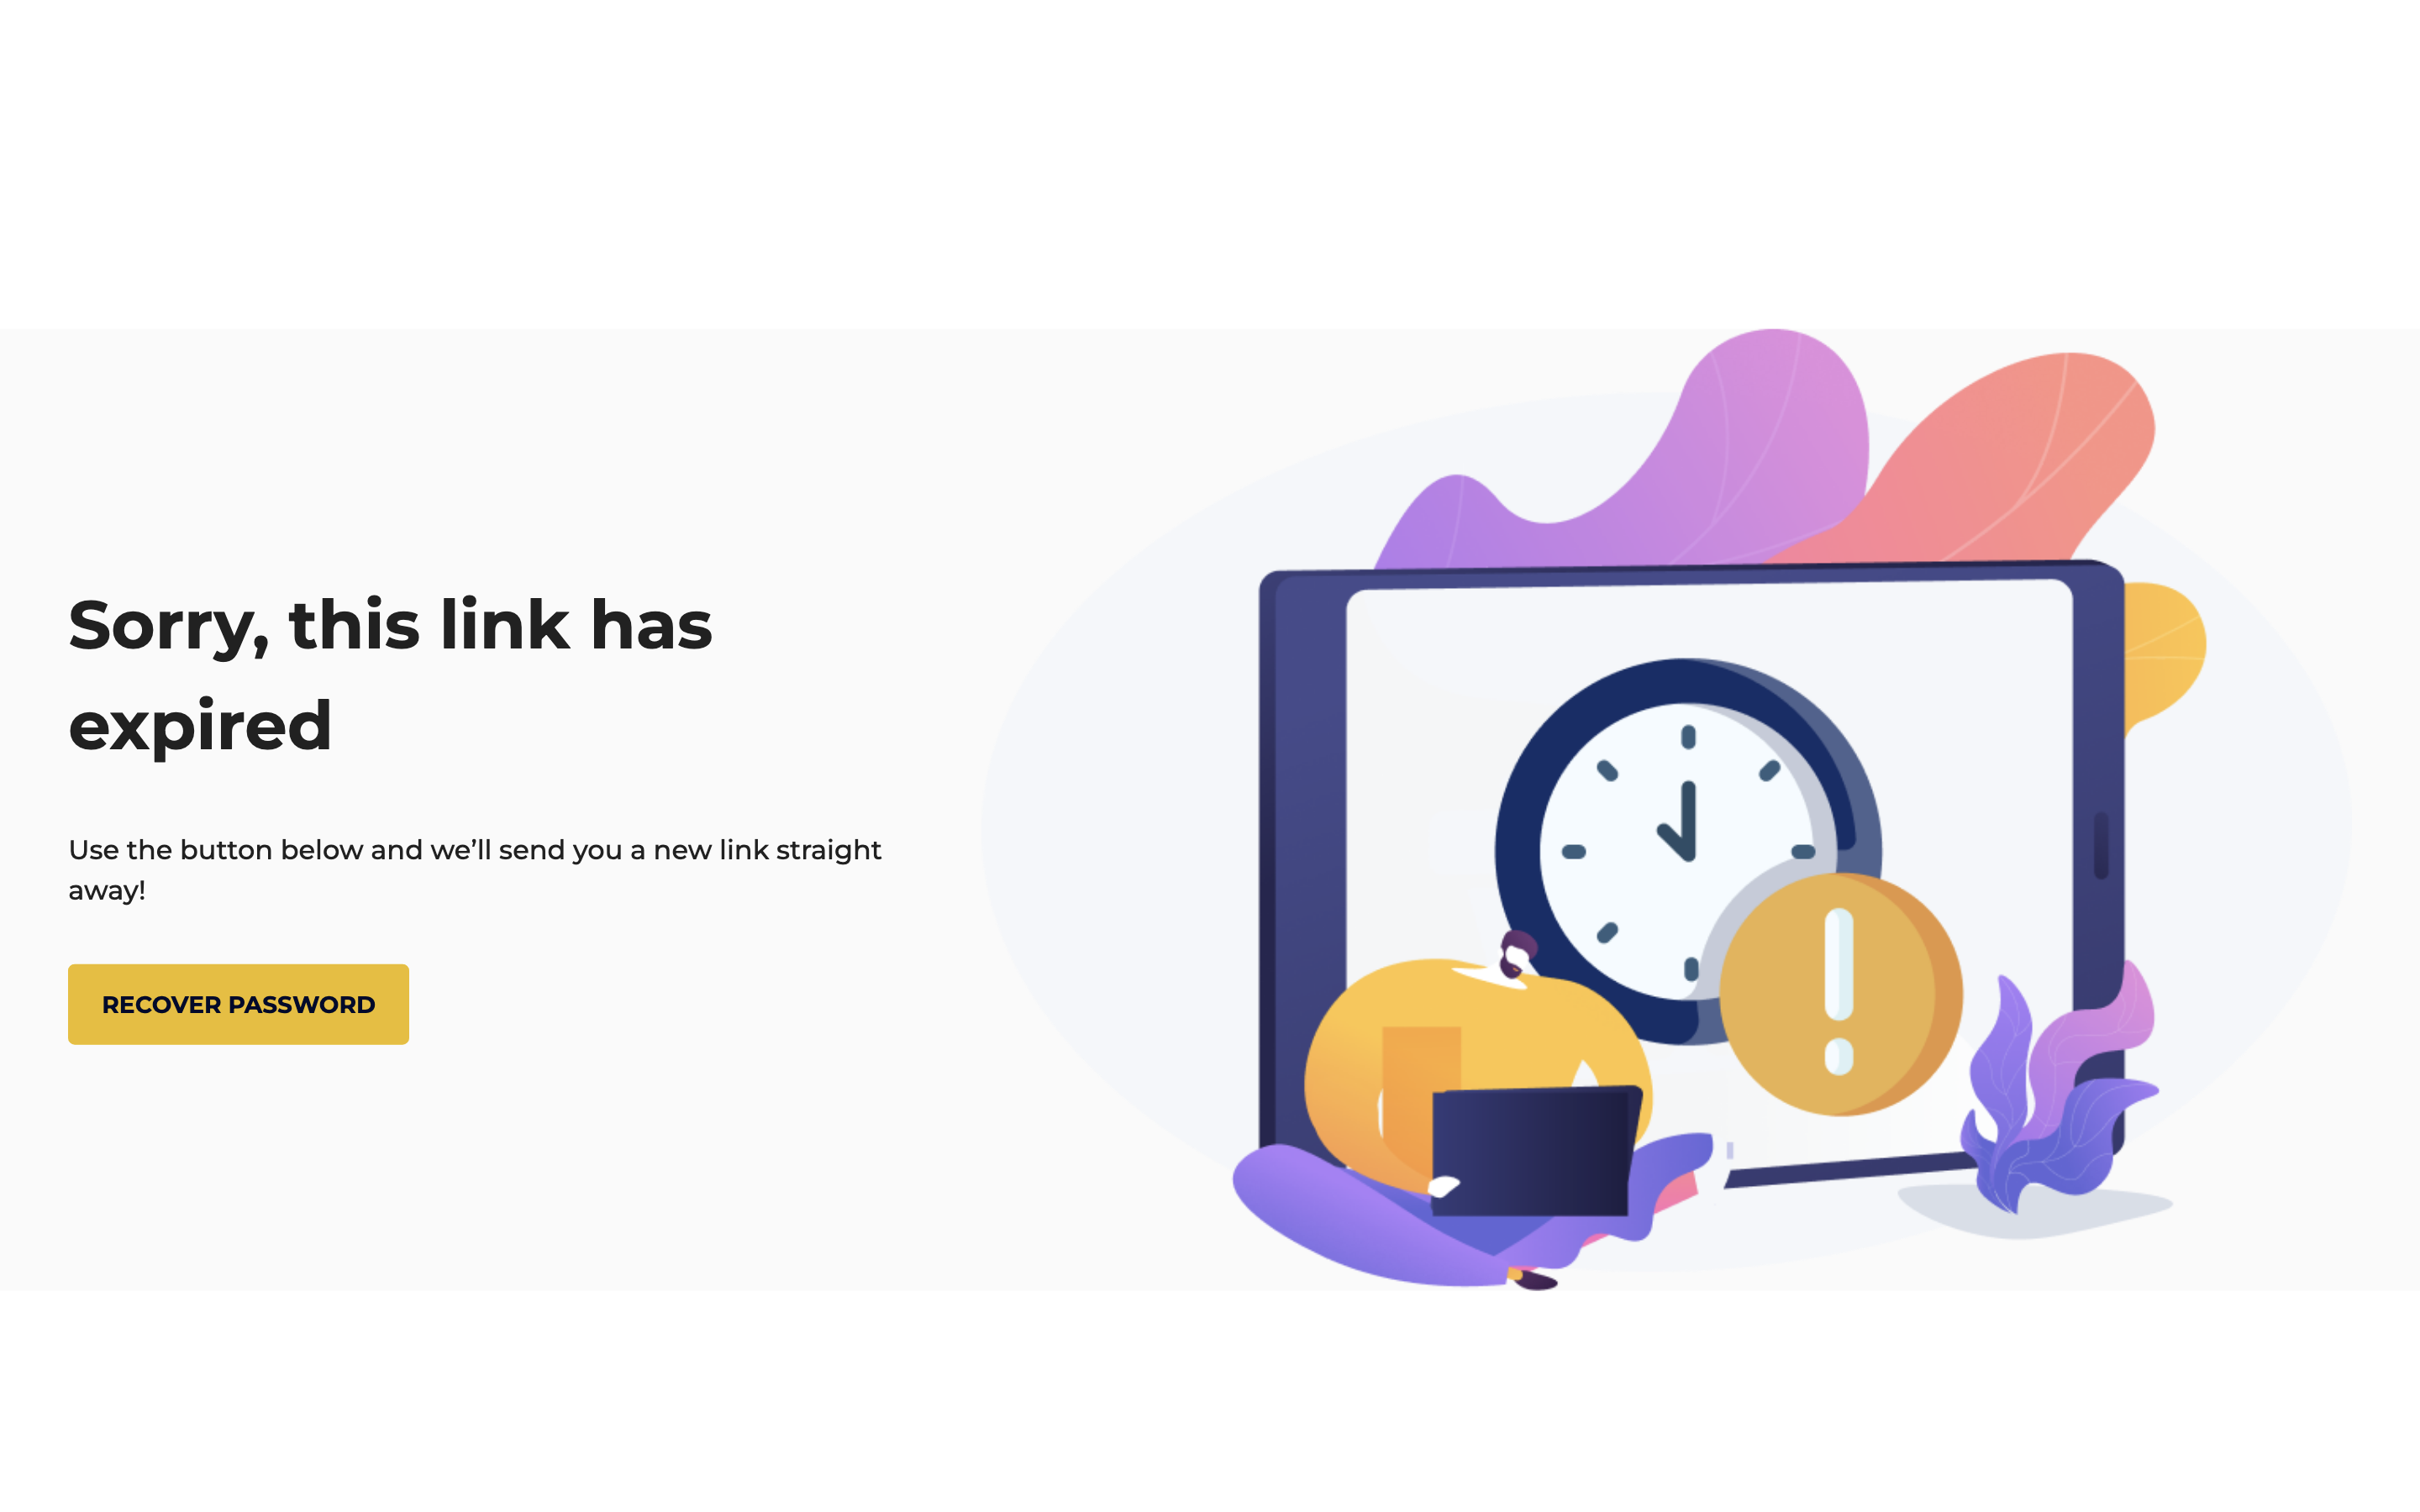 Sorry, this link has
expired
Use the button below and we’ll send you a new link straight
away!
RECOVER PASSWORD